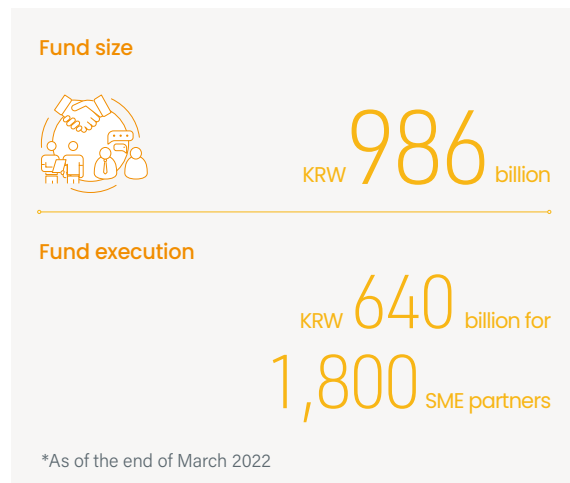 Fund size
KRW 986 billion
Fund execution
KRW 640 billion for
1,800 SME partners
*As of the end of March 2022